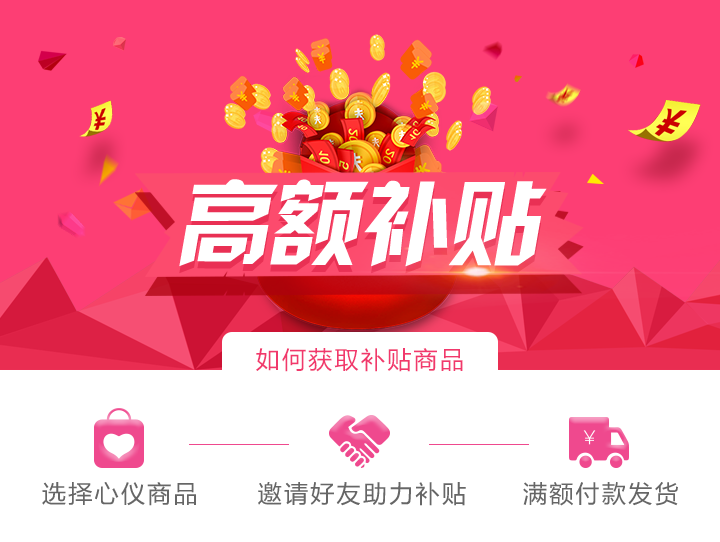 高额补贴
如何获取补贴商品
¥
选择心仪商品
邀请好友助力补贴
满额付款发货